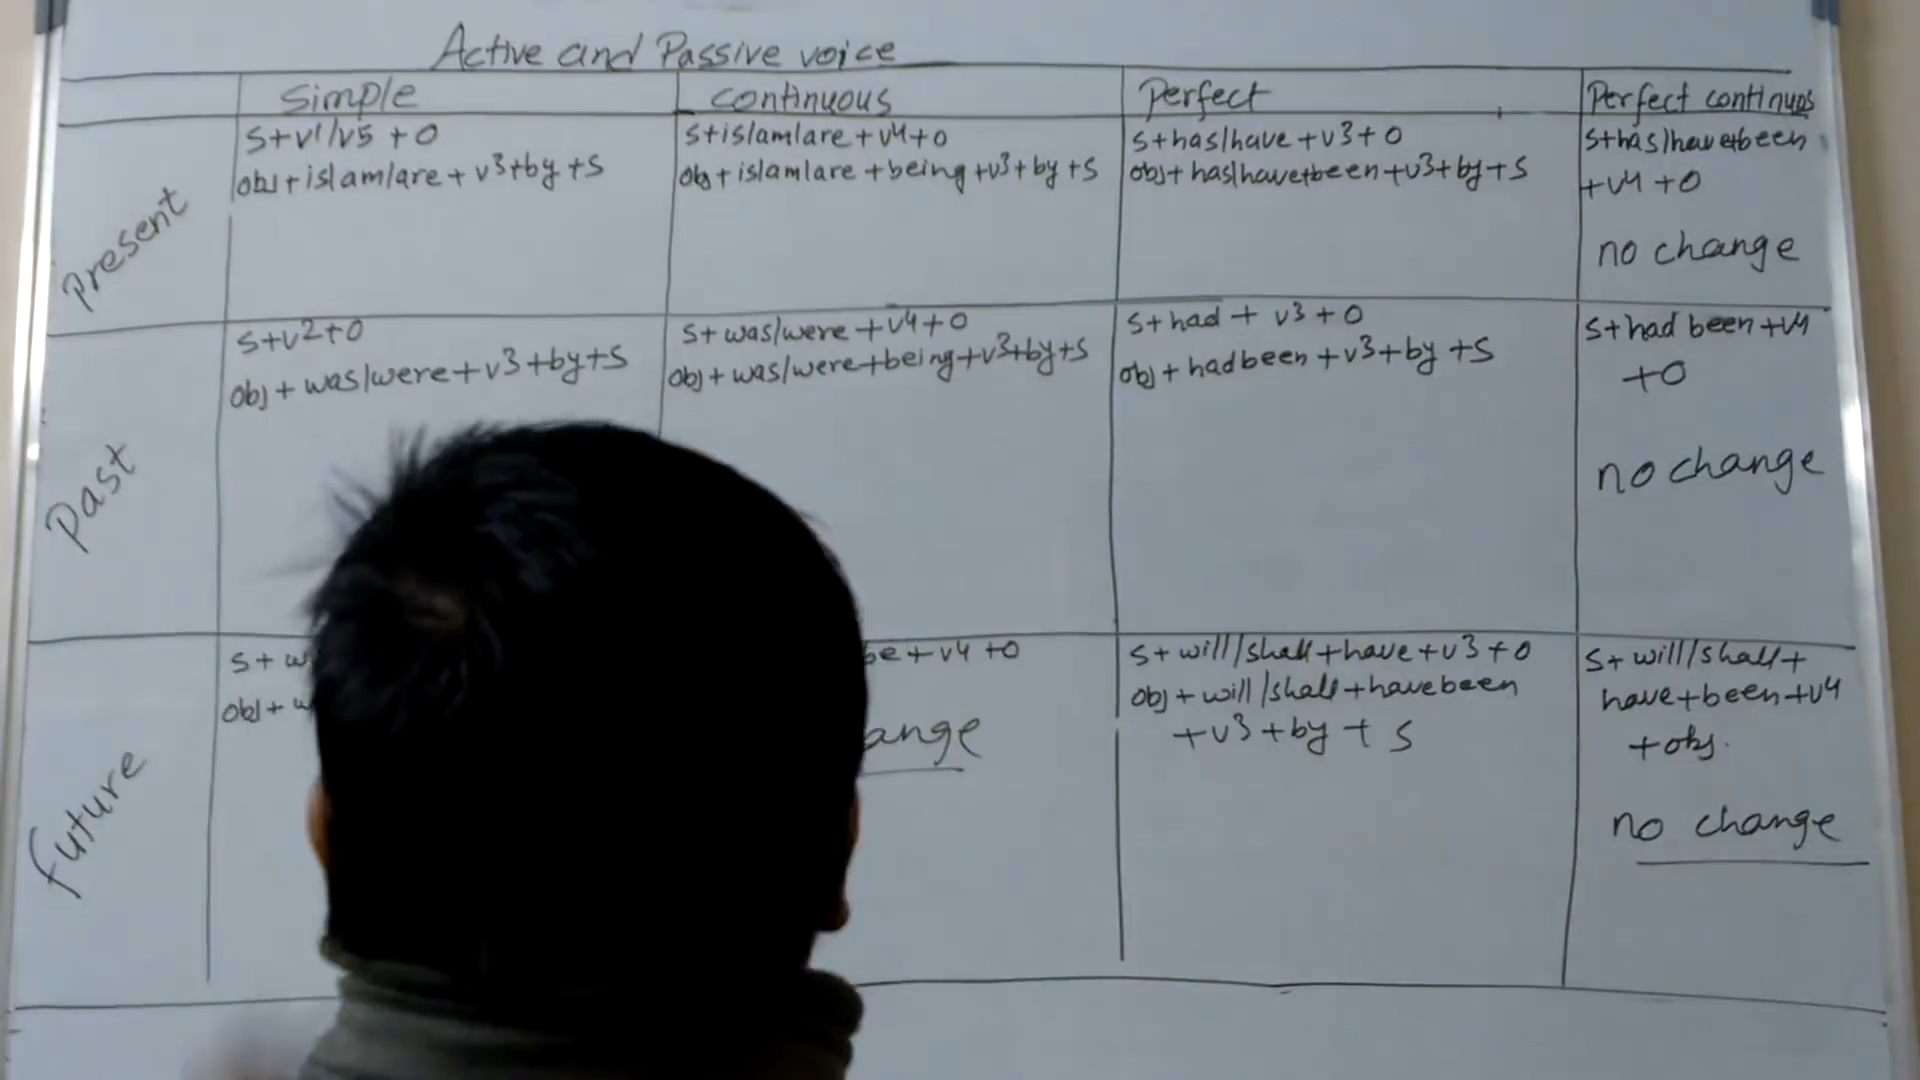 Active and Passive voice
Simple
continuous
Perfect
Perfect continuos
Present
S+v1/v5 +O
obj+is/am/are+v3+by+S
S+is/am/are+v4+O
obj+is/am/are+being+v3+by+S
S+has/have+v3+O
obj+has/have+been+v3+by+S
S+has/have+been
+v4+O
no change
Past
S+v2+O
obj+was/were+v3+by+S
S+was/were+v4+O
obj+was/were+being+v3+by+S
S+had+v3+O
obj+had been+v3+by+S
S+had been+v4
+O
no change
Future
S+
obj+
be+v4+O
S+will/shall+have+v3+O
obj+will/shall+have been
+v3+by+S
S+will/shall+
have+been+v4
+obj.
no change